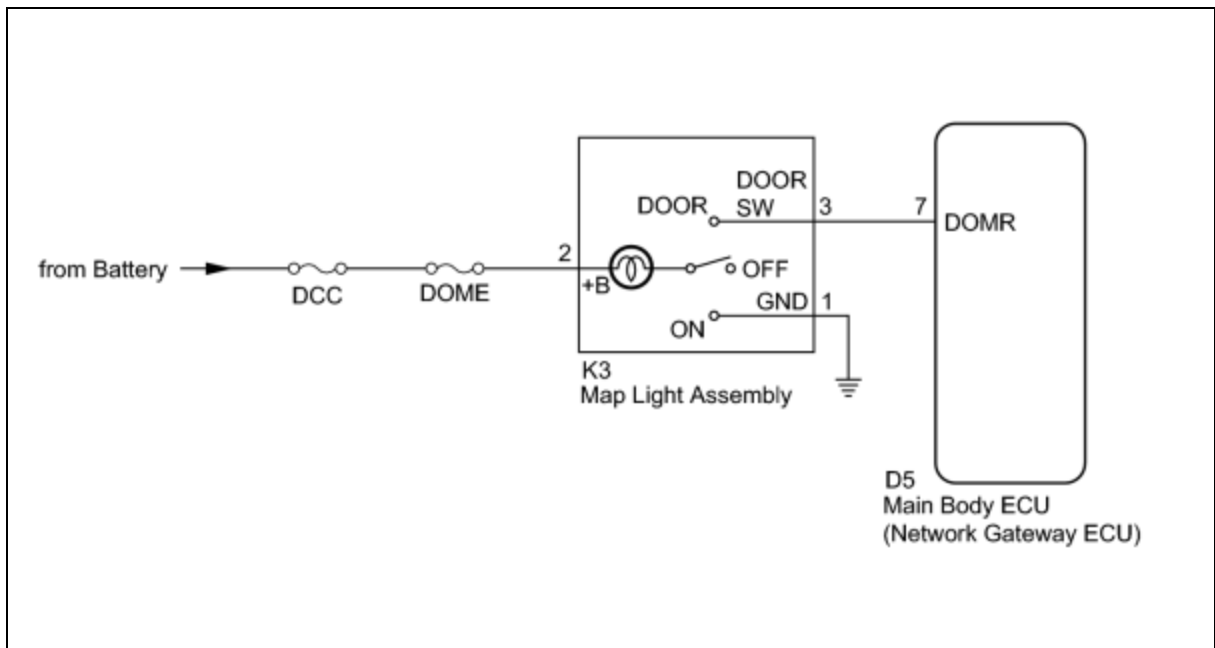 DOOR
DOOR SW 3 7 DOMR
from Battery DCC DOME 2 +B OFF
GND 1
ON
K3
Map Light Assembly
D5
Main Body ECU
(Network Gateway ECU)